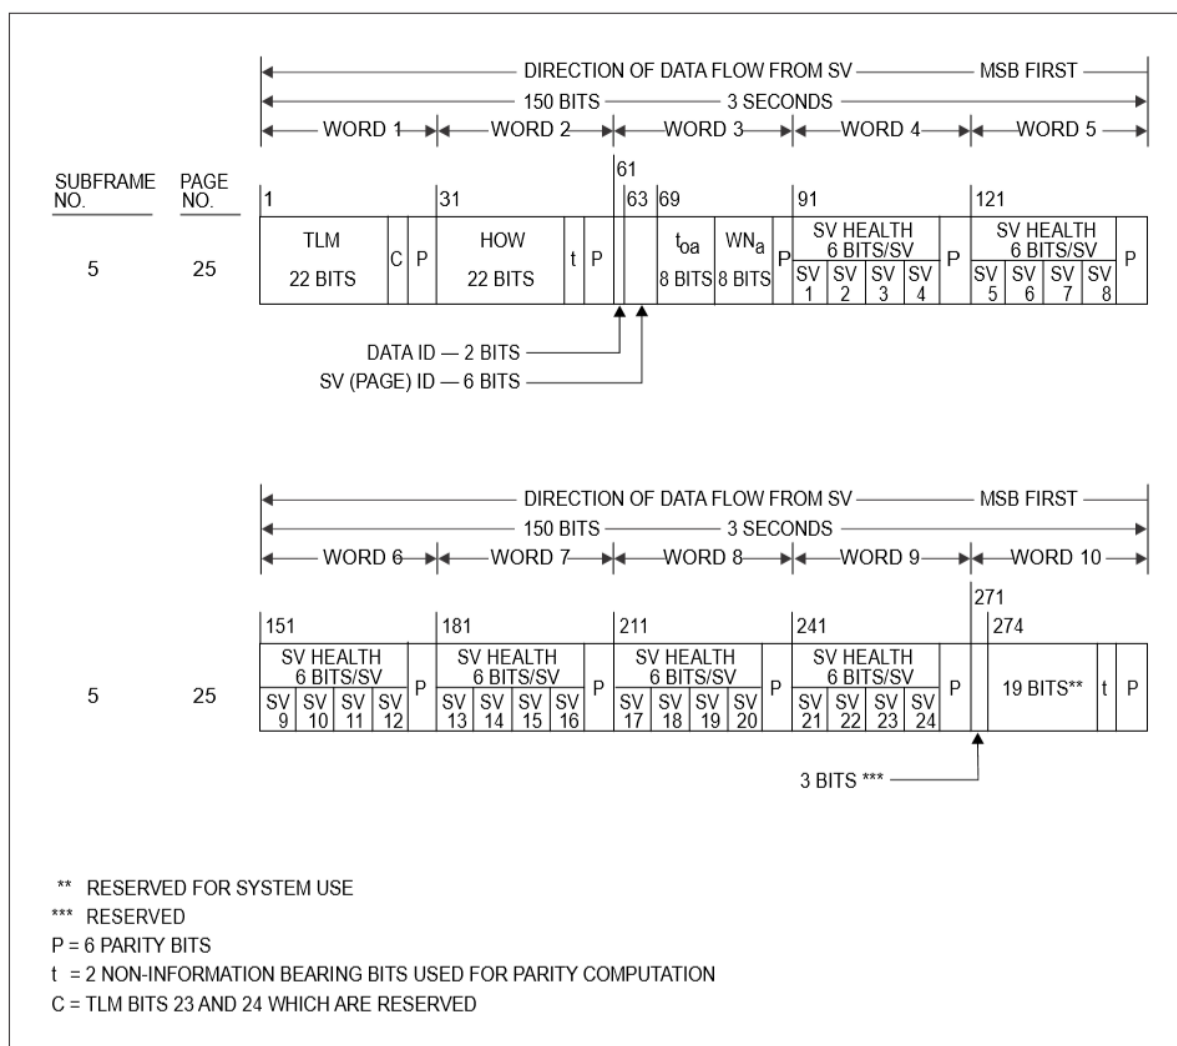 DIRECTION OF DATA FLOW FROM SV MSB FIRST
150 BITS 3 SECONDS
WORD 1 WORD 2 WORD 3 WORD 4 WORD 5
61
SUBFRAME PAGE
NO. NO. 1 31 63 69 91 121
TLM HOW toa WNa SV HEALTH SV HEALTH
6 BITS/SV 6 BITS/SV
5 25 22 BITS C P 22 BITS t P 8 BITS 8 BITS P SV 1 SV 2 SV 3 SV 4 P SV 5 SV 6 SV 7 SV 8 P
DATA ID — 2 BITS
SV (PAGE) ID — 6 BITS
DIRECTION OF DATA FLOW FROM SV MSB FIRST
150 BITS 3 SECONDS
WORD 6 WORD 7 WORD 8 WORD 9 WORD 10
271
151 181 211 241 274
SV HEALTH SV HEALTH SV HEALTH SV HEALTH
6 BITS/SV 6 BITS/SV 6 BITS/SV 6 BITS/SV
5 25 SV 9 SV 10 SV 11 SV 12 P SV 13 SV 14 SV 15 SV 16 P SV 17 SV 18 SV 19 SV 20 P SV 21 SV 22 SV 23 SV 24 P 19 BITS** t P
3 BITS ***
** RESERVED FOR SYSTEM USE
*** RESERVED
P = 6 PARITY BITS
t = 2 NON-INFORMATION BEARING BITS USED FOR PARITY COMPUTATION
C = TLM BITS 23 AND 24 WHICH ARE RESERVED